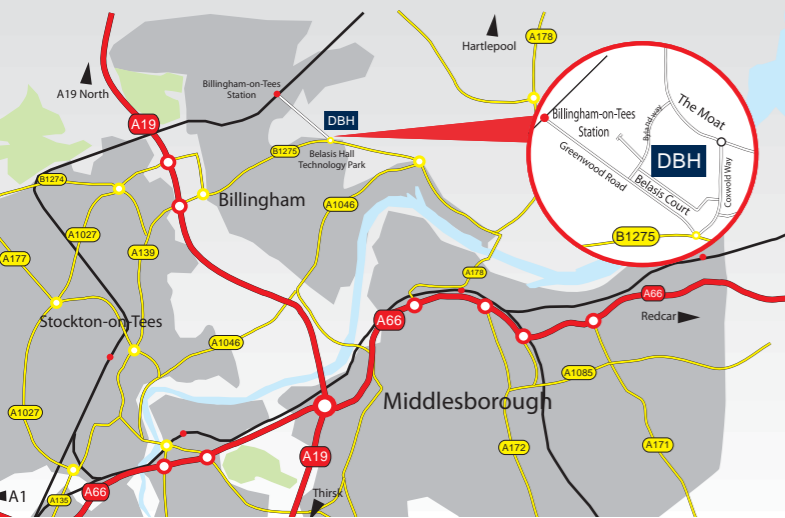 Hartlepool
A178
A19 North
Billingham-on-Tees
Station
DBH
A19
B1275
Belasis Hall
Technology Park
B1274
Billingham
A1046
A1027
A139
A177
A178
Stockton-on-Tees
A66
A66
Redcar
A1046
A1085
Middlesborough
A1027
A172
A171
A19
A1
A66
A135
Thirsk
Billingham-on-Tees
Station
Byland Way
The Moat
DBH
Greenwood Road
Belasis Court
Coxwold Way
B1275